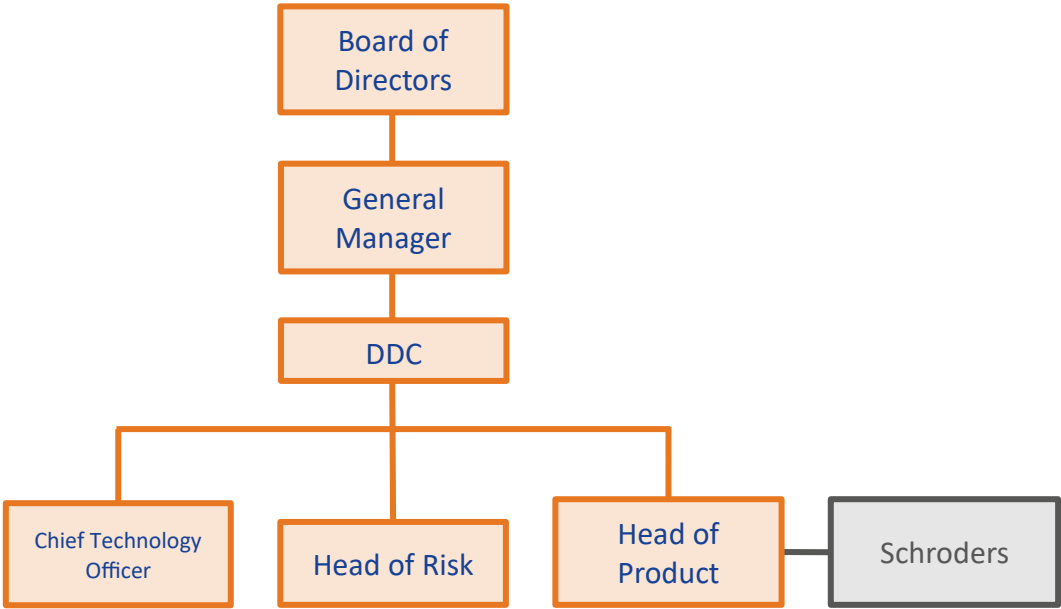 Board of
Directors
General
Manager
DDC
Chief Technology
Officer
Head of Risk
Head of
Product
Schroders